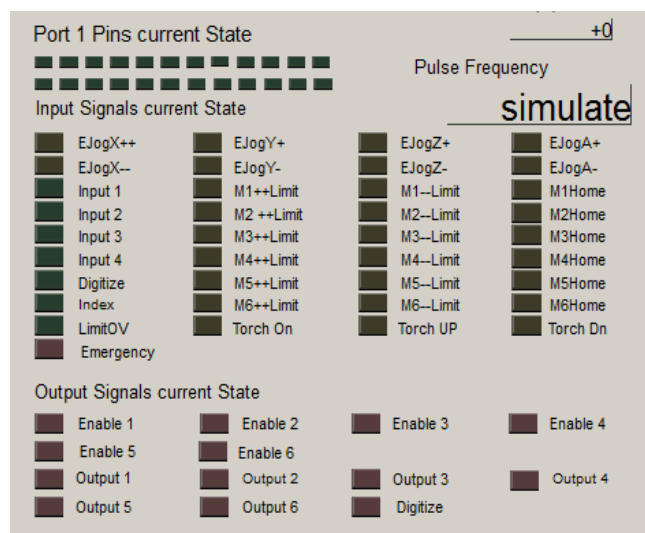 Port 1 Pins current State
+0
Pulse Frequency
Input Signals current State
simulate
EJogX++ EJogY+ EJogZ+ EJogA+
EJogX-- EJogY- EJogZ- EJogA-
Input 1 M1++Limit M1--Limit M1Home
Input 2 M2 ++Limit M2--Limit M2Home
Input 3 M3++Limit M3--Limit M3Home
Input 4 M4++Limit M4--Limit M4Home
Digitize M5++Limit M5--Limit M5Home
Index M6++Limit M6--Limit M6Home
LimitOV Torch On Torch UP Torch Dn
Emergency
Output Signals current State
Enable 1 Enable 2 Enable 3 Enable 4
Enable 5 Enable 6
Output 1 Output 2 Output 3 Output 4
Output 5 Output 6 Digitize